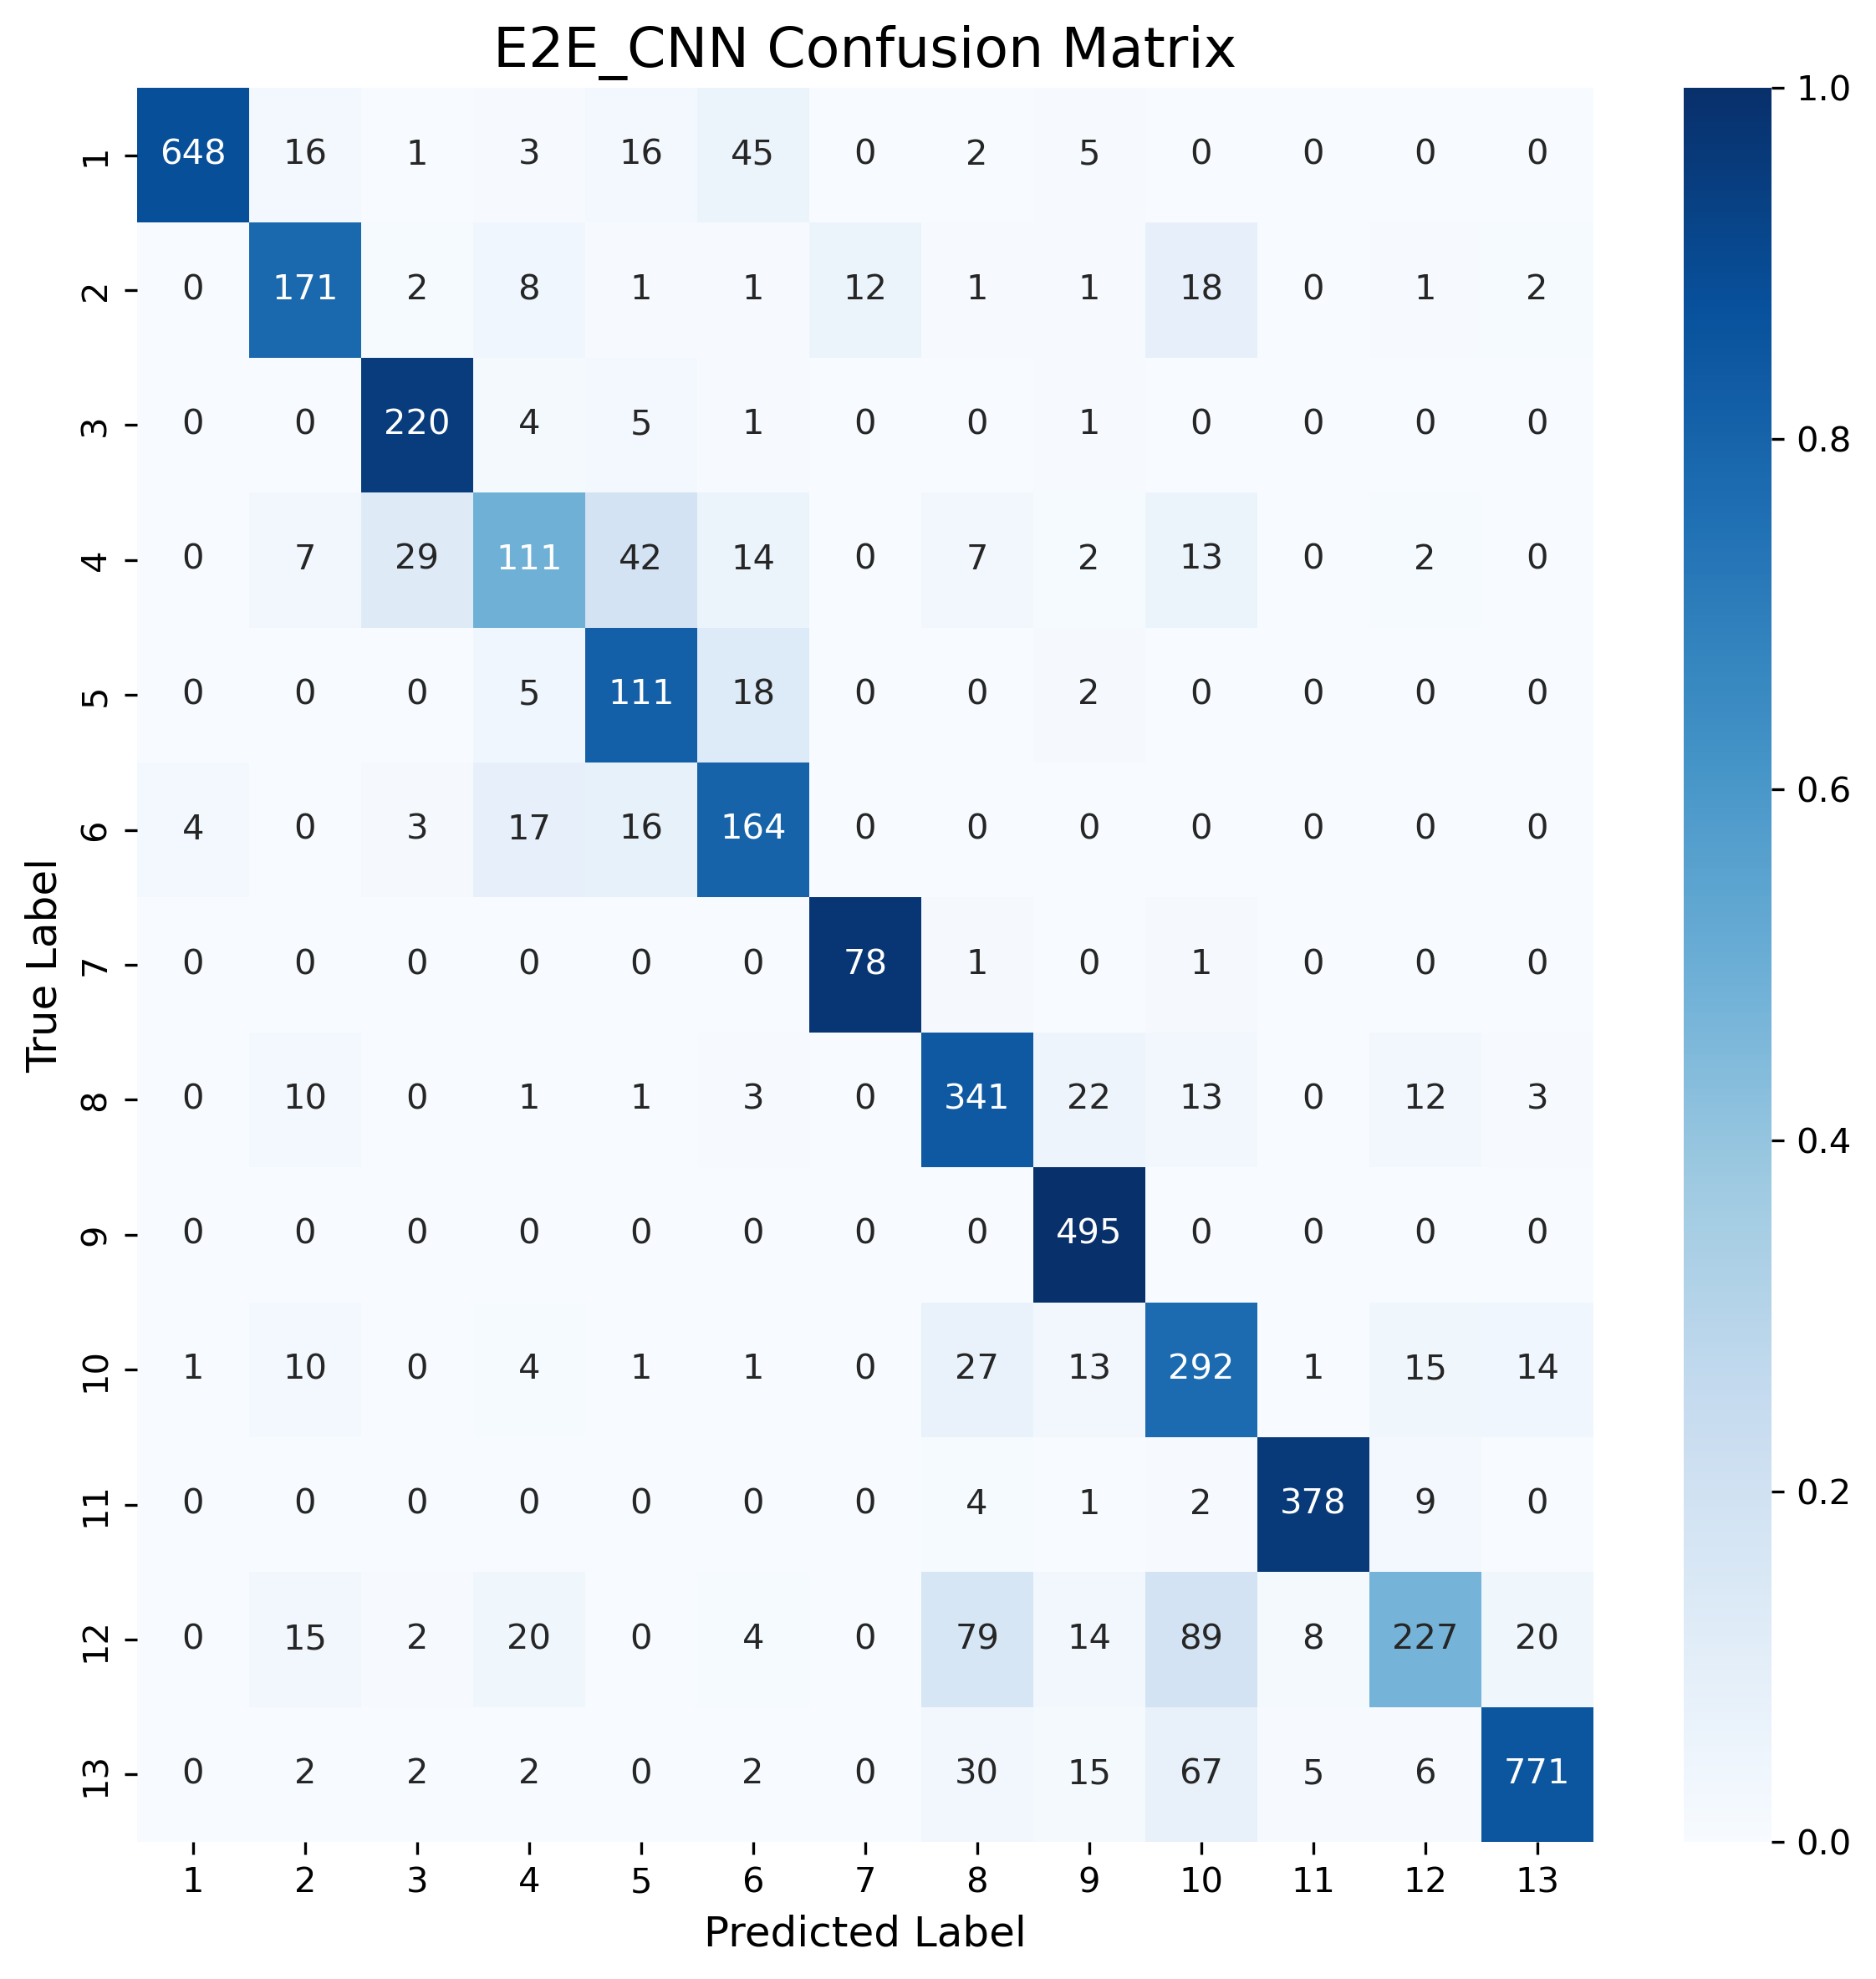 E2E_CNN Confusion Matrix
1 648 16 1 3 16 45 0 2 5 0 0 0 0
2 0 171 2 8 1 1 12 1 1 18 0 1 2
3 0 0 220 4 5 1 0 0 1 0 0 0 0
4 0 7 29 111 42 14 0 7 2 13 0 2 0
5 0 0 0 5 111 18 0 0 2 0 0 0 0
6 4 0 3 17 16 164 0 0 0 0 0 0 0
7 0 0 0 0 0 0 78 1 0 1 0 0 0
8 0 10 0 1 1 3 0 341 22 13 0 12 3
9 0 0 0 0 0 0 0 0 495 0 0 0 0
10 1 10 0 4 1 1 0 27 13 292 1 15 14
11 0 0 0 0 0 0 0 4 1 2 378 9 0
12 0 15 2 20 0 4 0 79 14 89 8 227 20
13 0 2 2 2 0 2 0 30 15 67 5 6 771
1 2 3 4 5 6 7 8 9 10 11 12 13
Predicted Label
True Label
1.0
0.8
0.6
0.4
0.2
0.0